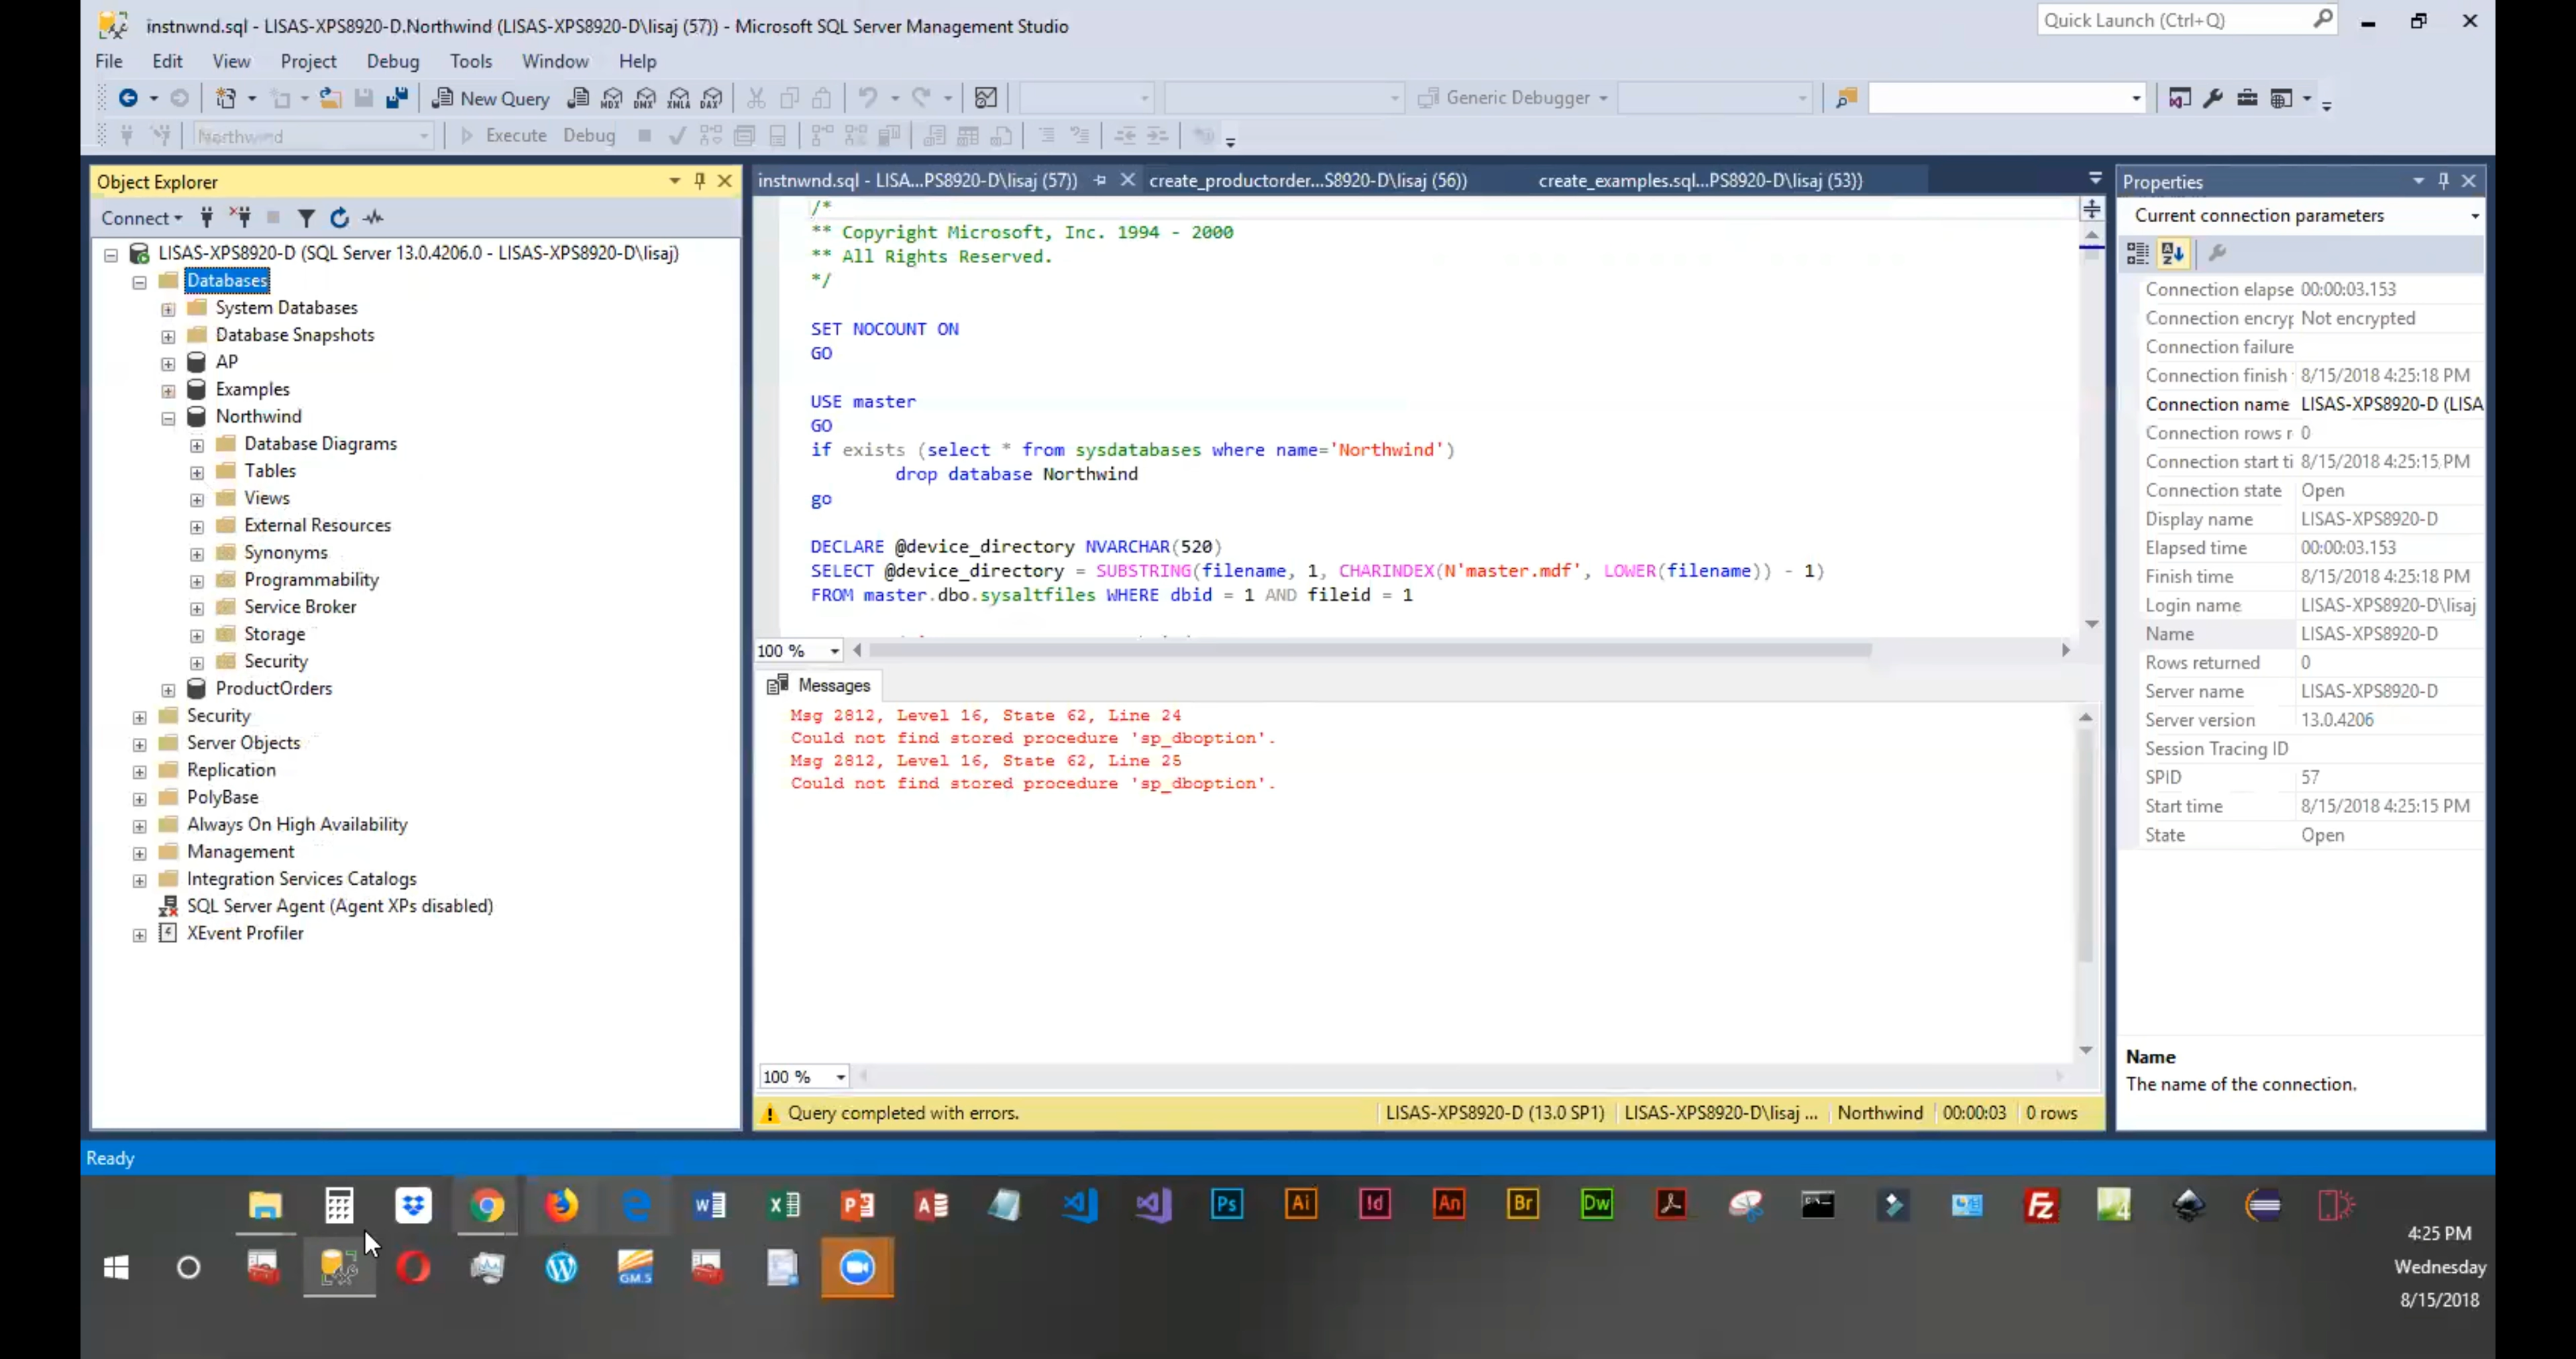 instnwnd.sql - LISAS-XPS8920-D.Northwind (LISAS-XPS8920-D\lisaj (57)) - Microsoft SQL Server Management Studio
Quick Launch (Ctrl+Q)
File Edit View Project Debug Tools Window Help
New Query MDX DMX XMLA DAX Generic Debugger
Northwind Execute Debug
Object Explorer
Connect
LISAS-XPS8920-D (SQL Server 13.0.4206.0 - LISAS-XPS8920-D\lisaj)
Databases
System Databases
Database Snapshots
AP
Examples
Northwind
Database Diagrams
Tables
Views
External Resources
Synonyms
Programmability
Service Broker
Storage
Security
ProductOrders
Security
Server Objects
Replication
PolyBase
Always On High Availability
Management
Integration Services Catalogs
SQL Server Agent (Agent XPs disabled)
XEvent Profiler
instnwnd.sql - LISA...PS8920-D\lisaj (57)) create_productorder...S8920-D\lisaj (56)) create_examples.sql...PS8920-D\lisaj (53))
/*
** Copyright Microsoft, Inc. 1994 - 2000
** All Rights Reserved.
*/
SET NOCOUNT ON
GO
USE master
GO
if exists (select * from sysdatabases where name='Northwind')
drop database Northwind
go
DECLARE @device_directory NVARCHAR(520)
SELECT @device_directory = SUBSTRING(filename, 1, CHARINDEX(N'master.mdf', LOWER(filename)) - 1)
FROM master.dbo.sysaltfiles WHERE dbid = 1 AND fileid = 1
100 %
Messages
Msg 2812, Level 16, State 62, Line 24
Could not find stored procedure 'sp_dboption'.
Msg 2812, Level 16, State 62, Line 25
Could not find stored procedure 'sp_dboption'.
100 %
Query completed with errors. LISAS-XPS8920-D (13.0 SP1) LISAS-XPS8920-D\lisaj ... Northwind 00:00:03 0 rows
Properties
Current connection parameters
Connection elapse 00:00:03.153
Connection encryp Not encrypted
Connection failure
Connection finish 8/15/2018 4:25:18 PM
Connection name LISAS-XPS8920-D (LISA
Connection rows r 0
Connection start ti 8/15/2018 4:25:15 PM
Connection state Open
Display name LISAS-XPS8920-D
Elapsed time 00:00:03.153
Finish time 8/15/2018 4:25:18 PM
Login name LISAS-XPS8920-D\lisaj
Name LISAS-XPS8920-D
Rows returned 0
Server name LISAS-XPS8920-D
Server version 13.0.4206
Session Tracing ID
SPID 57
Start time 8/15/2018 4:25:15 PM
State Open
Name
The name of the connection.
Ready
Ps Ai Id An Br Dw Fz 4
GM.5
4:25 PM
Wednesday
8/15/2018